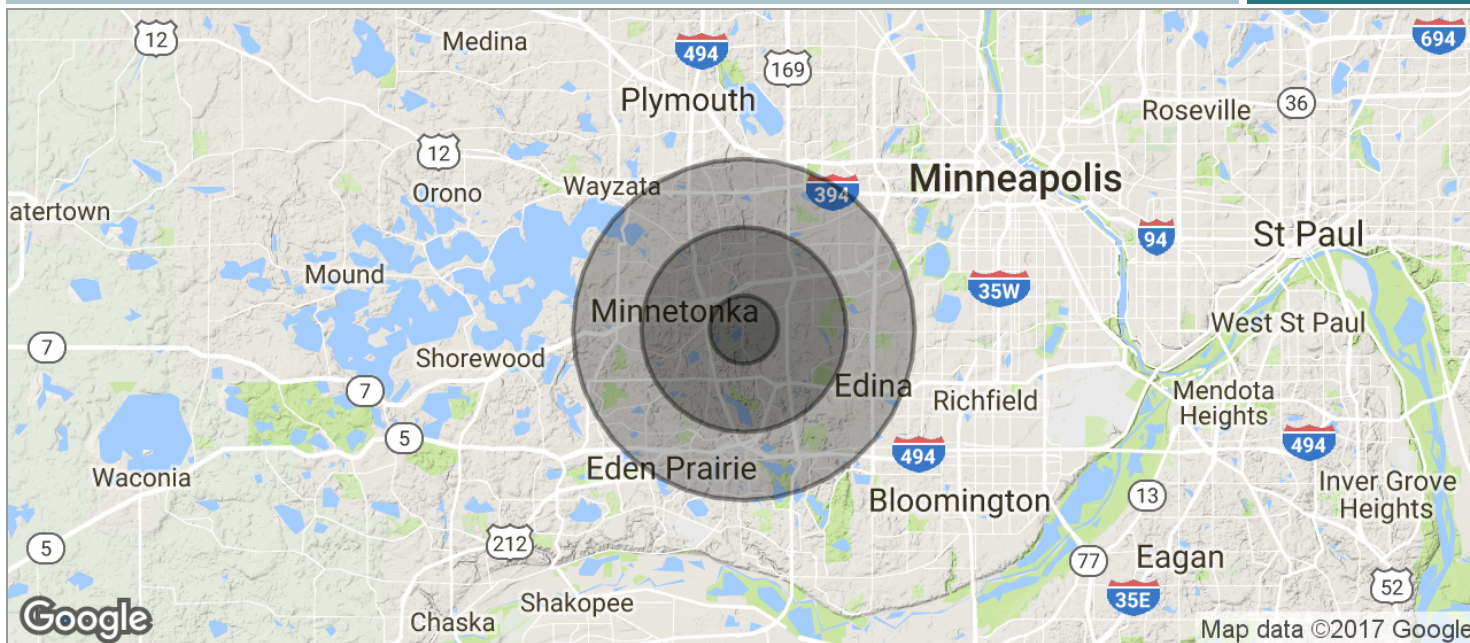 12
Medina
494
694
169
Plymouth
36
Roseville
12
Orono
Wayzata
394
Minneapolis
atertown
94
St Paul
Mound
35W
Minnetonka
West St Paul
7
Shorewood
7
Edina
Richfield
Mendota
Heights
5
494
494
Waconia
Eden Prairie
Bloomington
13
Inver Grove
Heights
5
212
77
Eagan
52
35E
Shakopee
Chaska
Google
Map data ©2017 Google